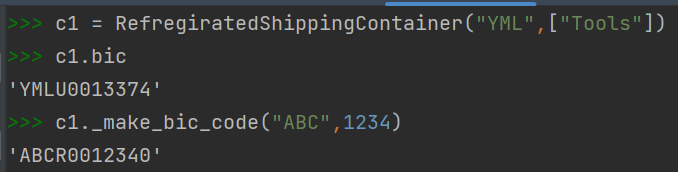 >>> c1 = RefregiratedShippingContainer("YML",["Tools"])
>>> c1.bic
'YMLU0013374'
>>> c1._make_bic_code("ABC",1234)
'ABCR0012340'